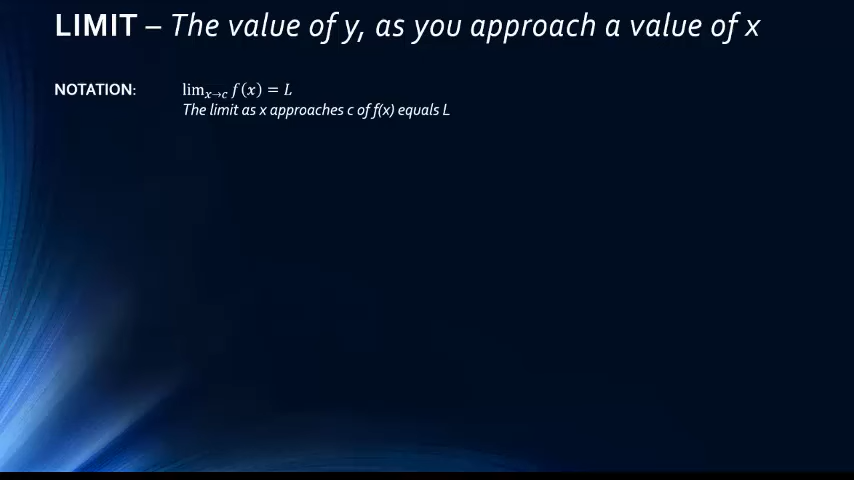 LIMIT – The value of y, as you approach a value of x
NOTATION: lim_{x→c} f(x) = L
The limit as x approaches c of f(x) equals L